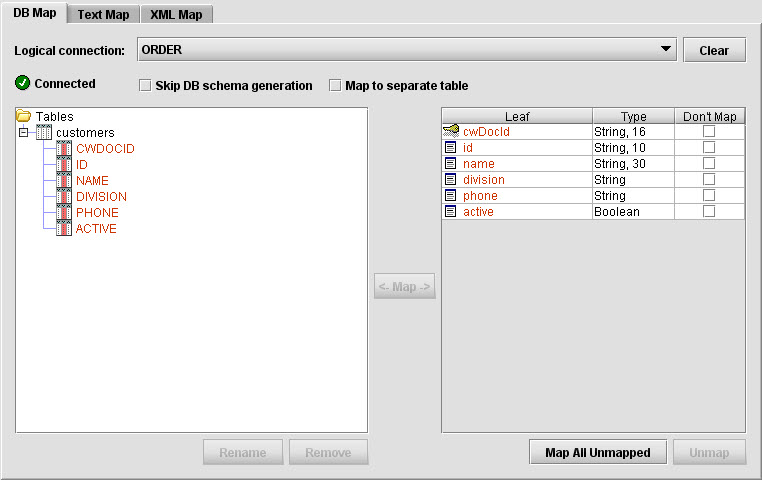 DB Map Text Map XML Map
Logical connection: ORDER Clear
Connected Skip DB schema generation Map to separate table
Tables
customers
CWDOCID
ID
NAME
DIVISION
PHONE
ACTIVE
<- Map ->
Leaf Type Don't Map
cwDocId String, 16
id String, 10
name String, 30
division String
phone String
active Boolean
Rename Remove Map All Unmapped Unmap